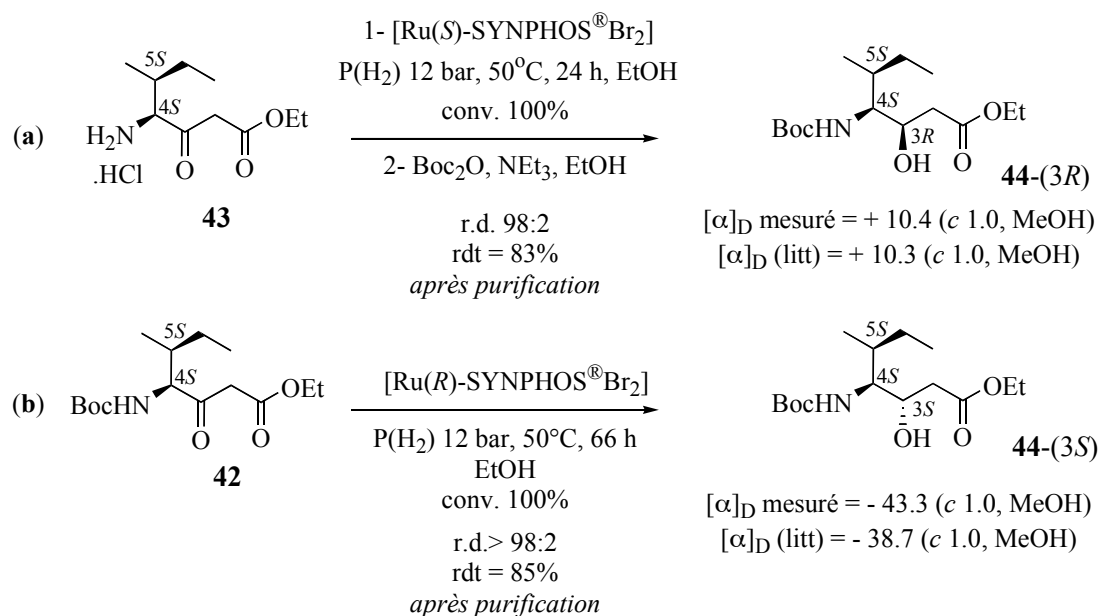 1- [Ru(S)-SYNPHOS®Br2]
P(H2) 12 bar, 50°C, 24 h, EtOH
conv. 100%
2- Boc2O, NEt3, EtOH
r.d. 98:2
rdt = 83%
après purification
(a)
5S
4S
H2N
.HCl
O
O
OEt
43
5S
4S
BocHN
3R
OH
O
OEt
44-(3R)
[α]D mesuré = + 10.4 (c 1.0, MeOH)
[α]D (litt) = + 10.3 (c 1.0, MeOH)
(b)
5S
4S
BocHN
O
O
OEt
42
[Ru(R)-SYNPHOS®Br2]
P(H2) 12 bar, 50°C, 66 h
EtOH
conv. 100%
r.d.> 98:2
rdt = 85%
après purification
5S
4S
BocHN
3S
OH
O
OEt
44-(3S)
[α]D mesuré = - 43.3 (c 1.0, MeOH)
[α]D (litt) = - 38.7 (c 1.0, MeOH)